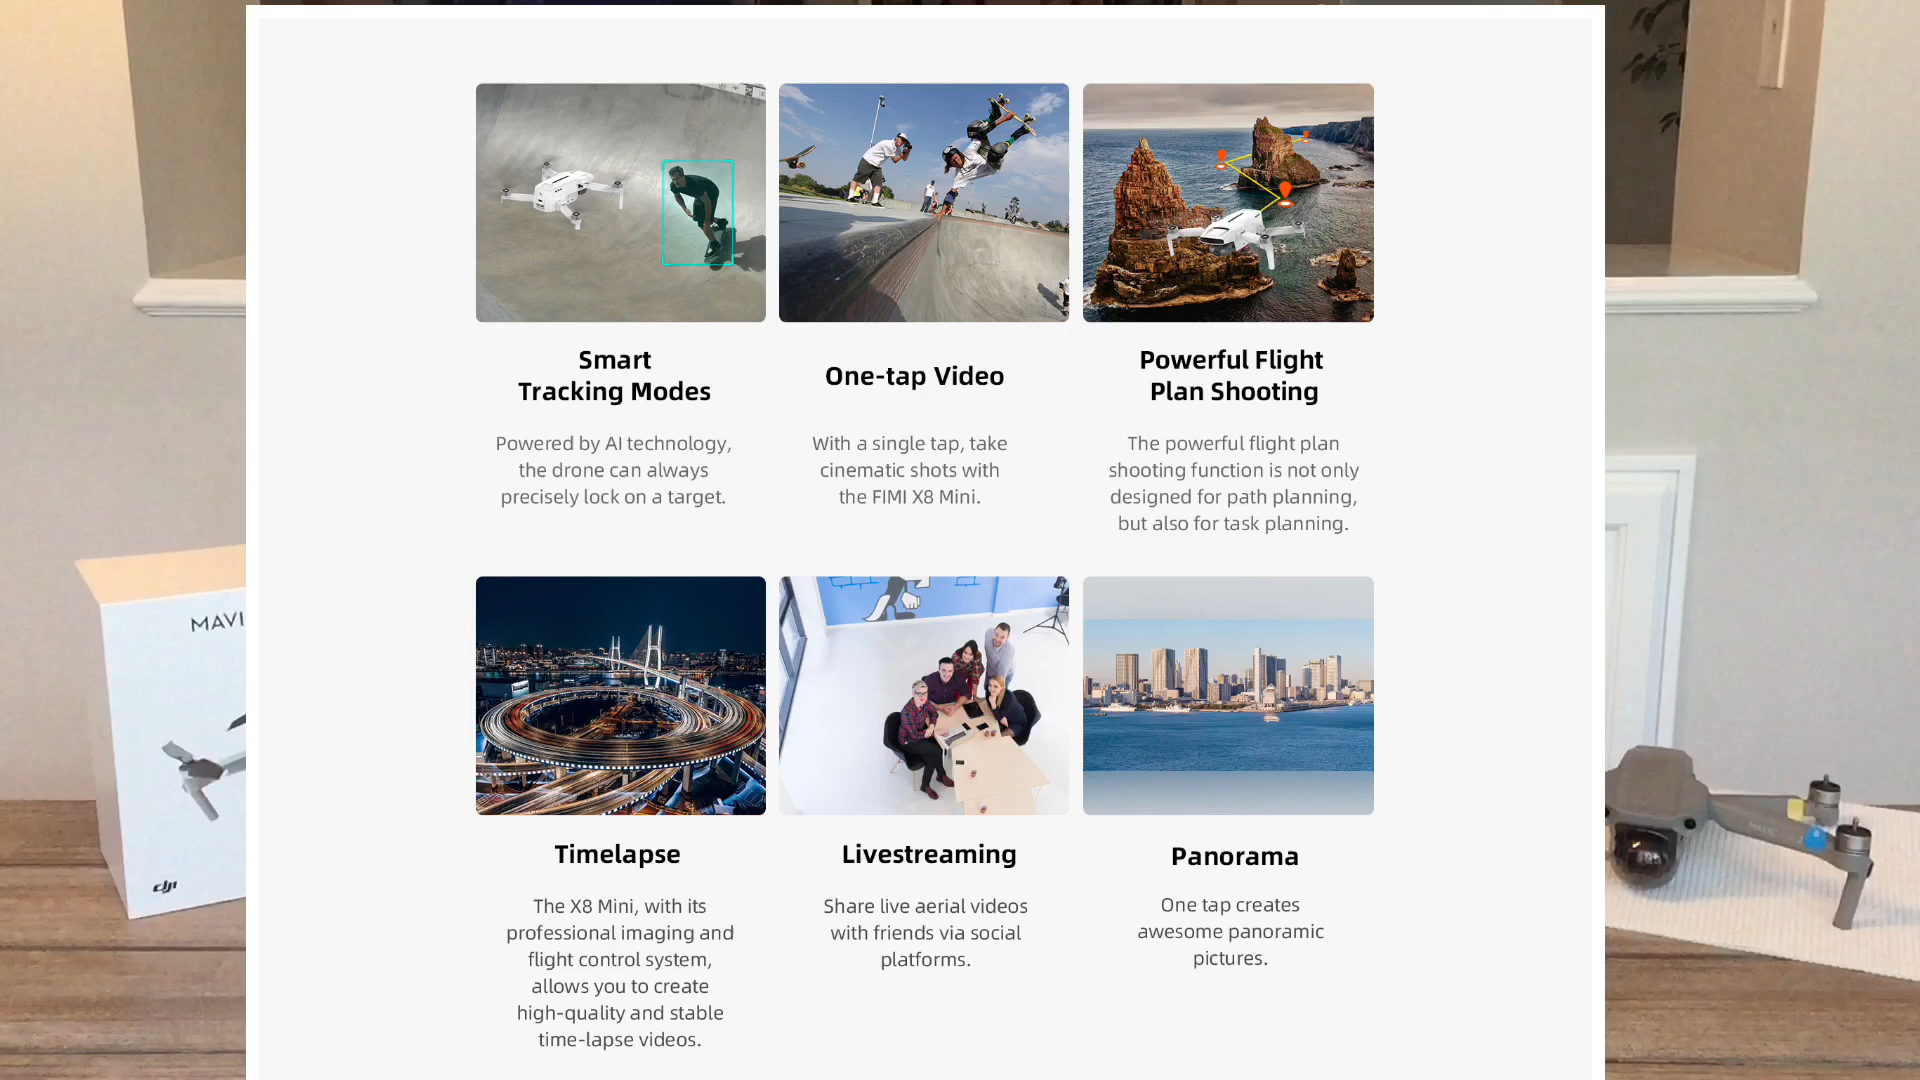 Smart
Tracking Modes
Powered by AI technology,
the drone can always
precisely lock on a target.
One-tap Video
With a single tap, take
cinematic shots with
the FIMI X8 Mini.
Powerful Flight
Plan Shooting
The powerful flight plan
shooting function is not only
designed for path planning,
but also for task planning.
Timelapse
The X8 Mini, with its
professional imaging and
flight control system,
allows you to create
high-quality and stable
time-lapse videos.
Livestreaming
Share live aerial videos
with friends via social
platforms.
Panorama
One tap creates
awesome panoramic
pictures.
MAVI
dji
MAVIC